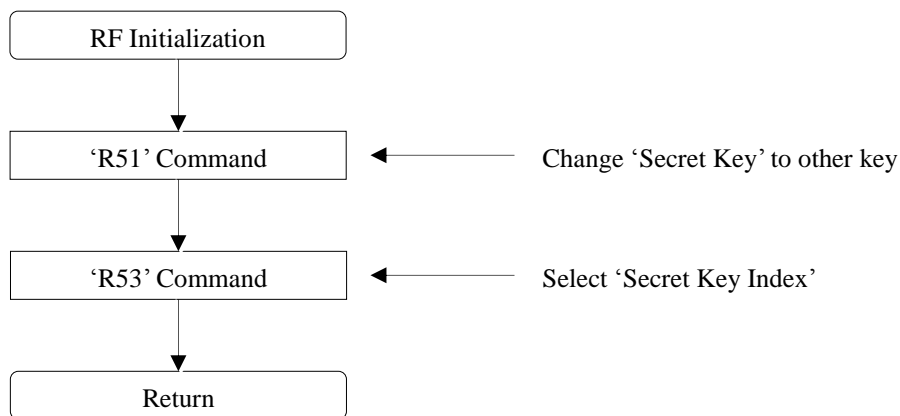 RF Initialization
‘R51’ Command
Change ‘Secret Key’ to other key
‘R53’ Command
Select ‘Secret Key Index’
Return